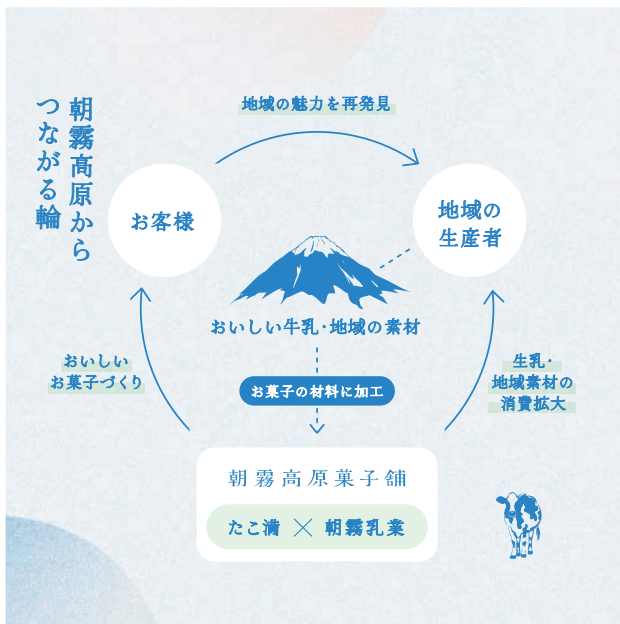 朝霧高原から
つながる輪
地域の魅力を再発見
お客様
地域の
生産者
おいしい牛乳・地域の素材
おいしい
お菓子づくり
お菓子の材料に加工
生乳・
地域素材の
消費拡大
朝霧高原菓子舗
たこ満 × 朝霧乳業